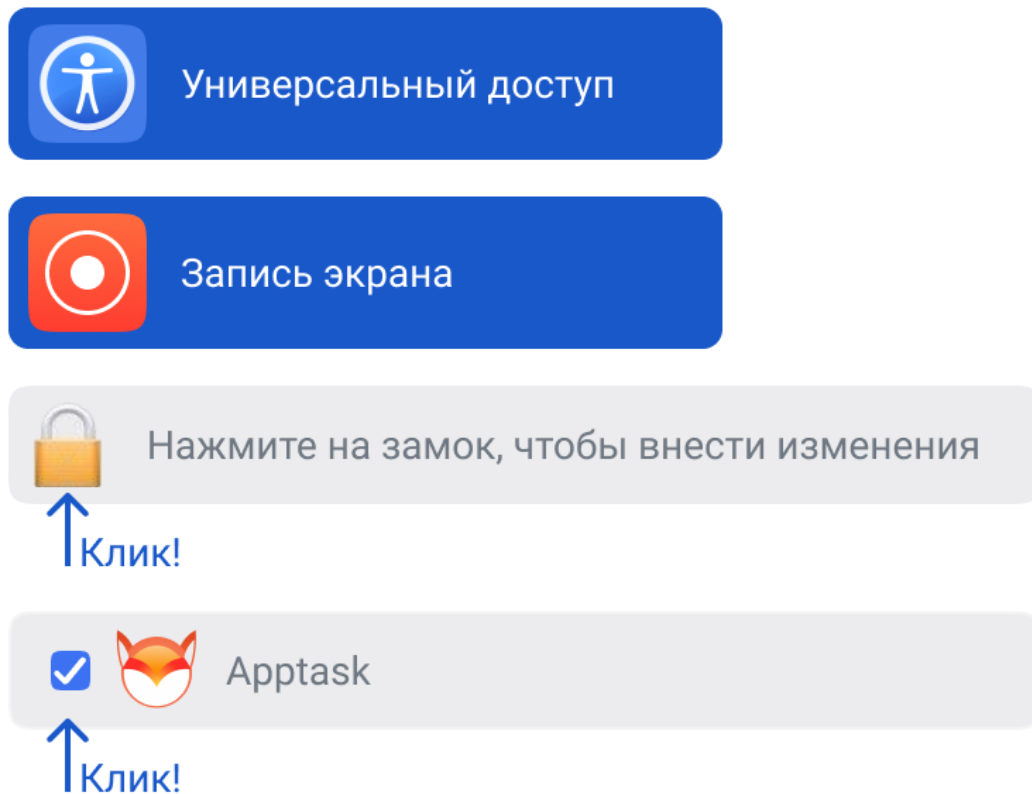 Универсальный доступ
Запись экрана
Нажмите на замок, чтобы внести изменения
Клик!
Apptask
Клик!